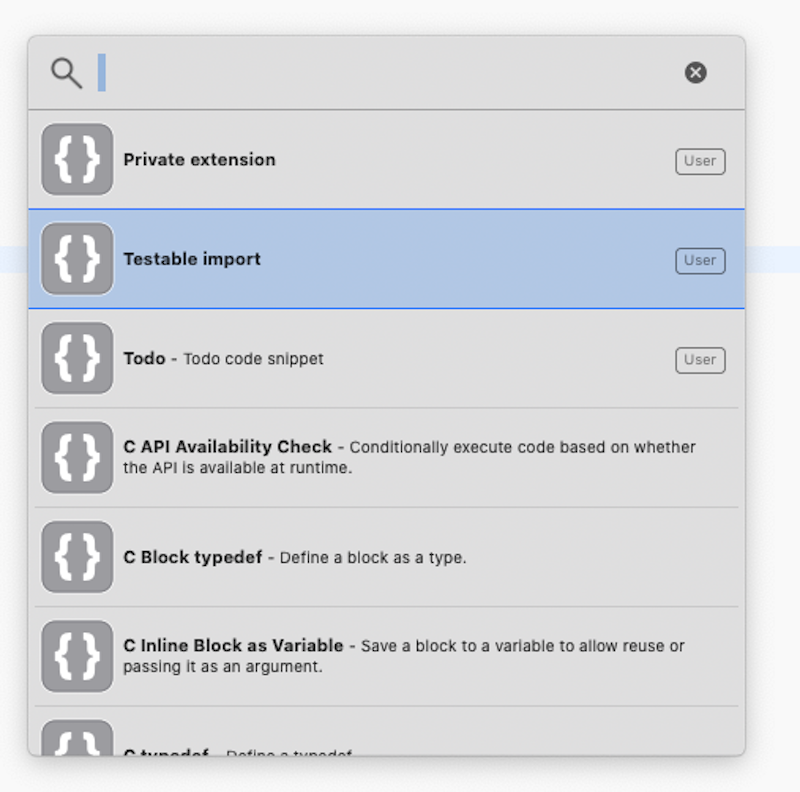 Private extension
User
Testable import
User
Todo - Todo code snippet
User
C API Availability Check - Conditionally execute code based on whether
the API is available at runtime.
C Block typedef - Define a block as a type.
C Inline Block as Variable - Save a block to a variable to allow reuse or
passing it as an argument.
C typedef - Define a typedef